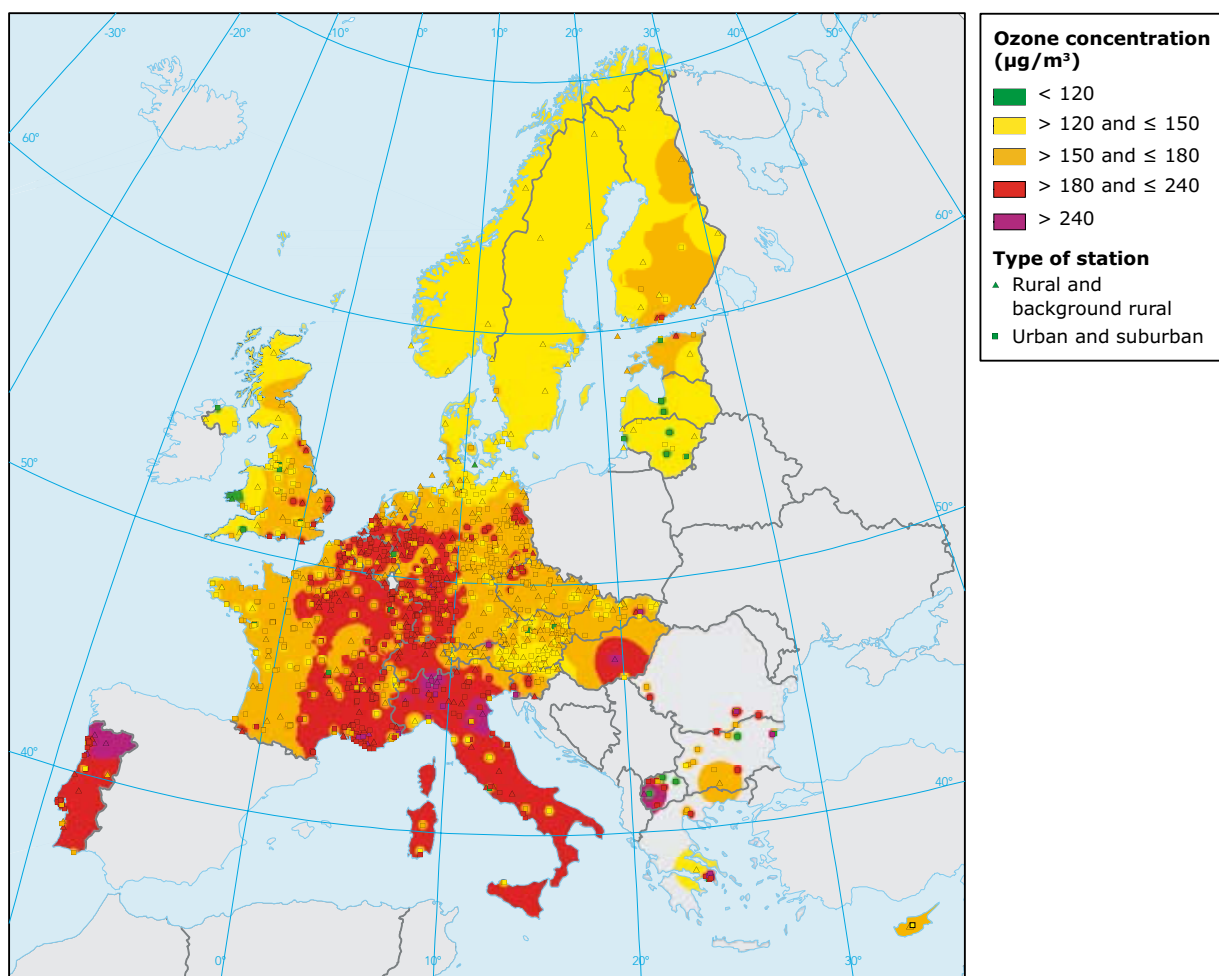 -30° -20° -10° 0° 10° 20° 30° 40° 50° 60°
60°
60°
50°
50°
40°
40°
0° 10° 20° 30°
Ozone concentration
(µg/m³)
< 120
> 120 and ≤ 150
> 150 and ≤ 180
> 180 and ≤ 240
> 240
Type of station
Rural and
background rural
Urban and suburban